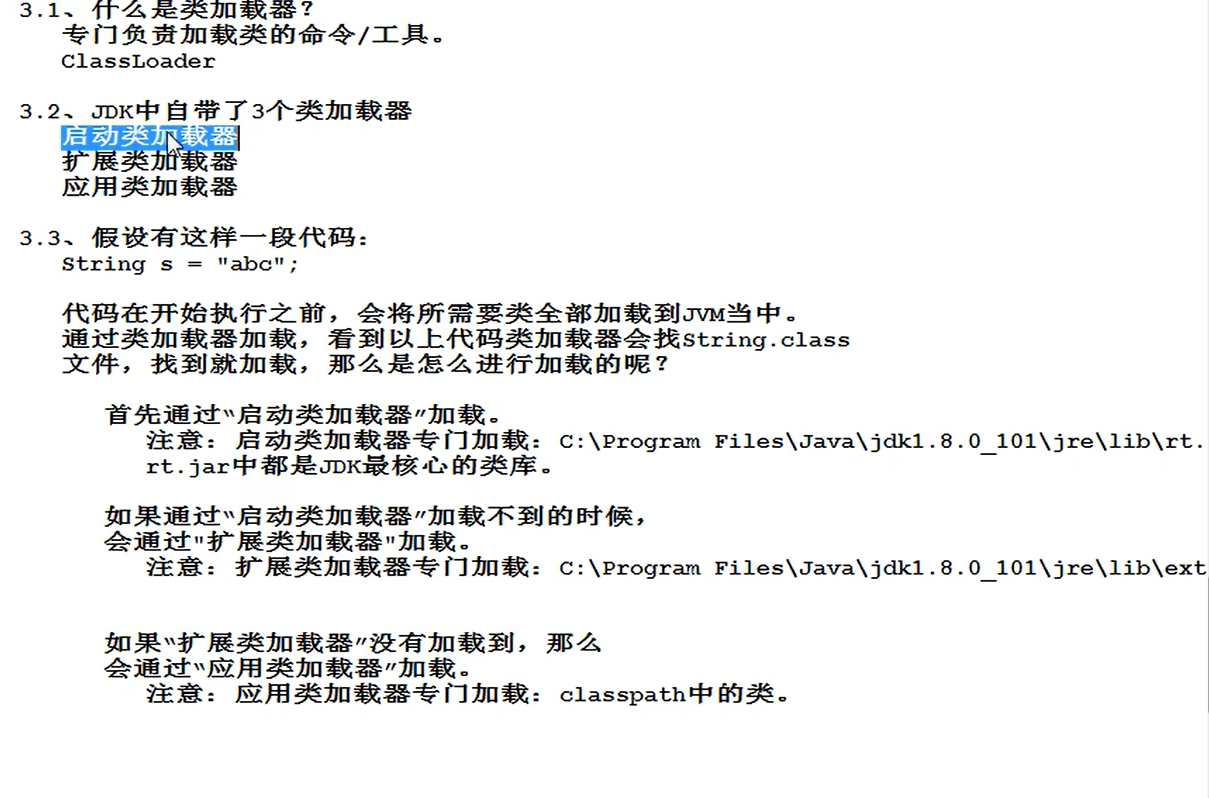 3.1、什么是类加载器？
专门负责加载类的命令/工具。
ClassLoader
3.2、JDK中自带了3个类加载器
启动类加载器
扩展类加载器
应用类加载器
3.3、假设有这样一段代码：
String s = "abc";
代码在开始执行之前，会将所需要类全部加载到JVM当中。
通过类加载器加载，看到以上代码类加载器会找String.class
文件，找到就加载，那么是怎么进行加载的呢？
首先通过“启动类加载器”加载。
注意：启动类加载器专门加载：C:\Program Files\Java\jdk1.8.0_101\jre\lib\rt.
rt.jar中都是JDK最核心的类库。
如果通过“启动类加载器”加载不到的时候，
会通过"扩展类加载器"加载。
注意：扩展类加载器专门加载：C:\Program Files\Java\jdk1.8.0_101\jre\lib\ext
如果“扩展类加载器”没有加载到，那么
会通过“应用类加载器”加载。
注意：应用类加载器专门加载：classpath中的类。